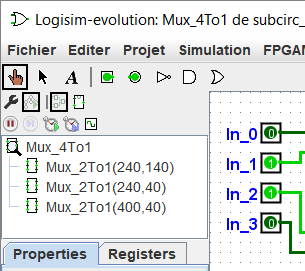 Logisim-evolution: Mux_4To1 de subcirc_
Fichier Editer Projet Simulation FPGA
A
Mux_4To1
Mux_2To1(240,140)
Mux_2To1(240,40)
Mux_2To1(400,40)
Properties Registers
In_0 0
In_1 1
In_2 1
In_3 0